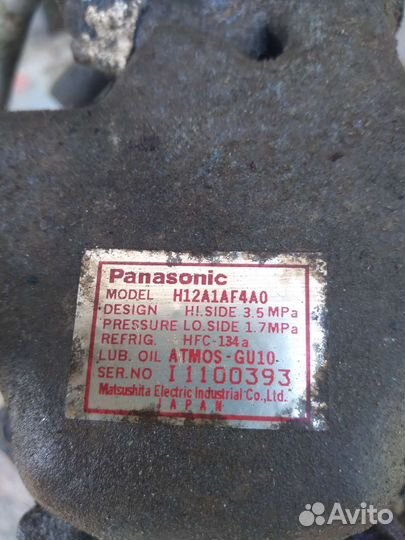 Panasonic
MODEL H12A1AF4A0
DESIGN HI.SIDE 3.5 MPa
PRESSURE LO.SIDE 1.7MPa
REFRIG. HFC-134a
LUB. OIL ATMOS-GU10
SER.NO I1100393
Matsushita Electric Industrial Co.,Ltd.
JAPAN
Avito